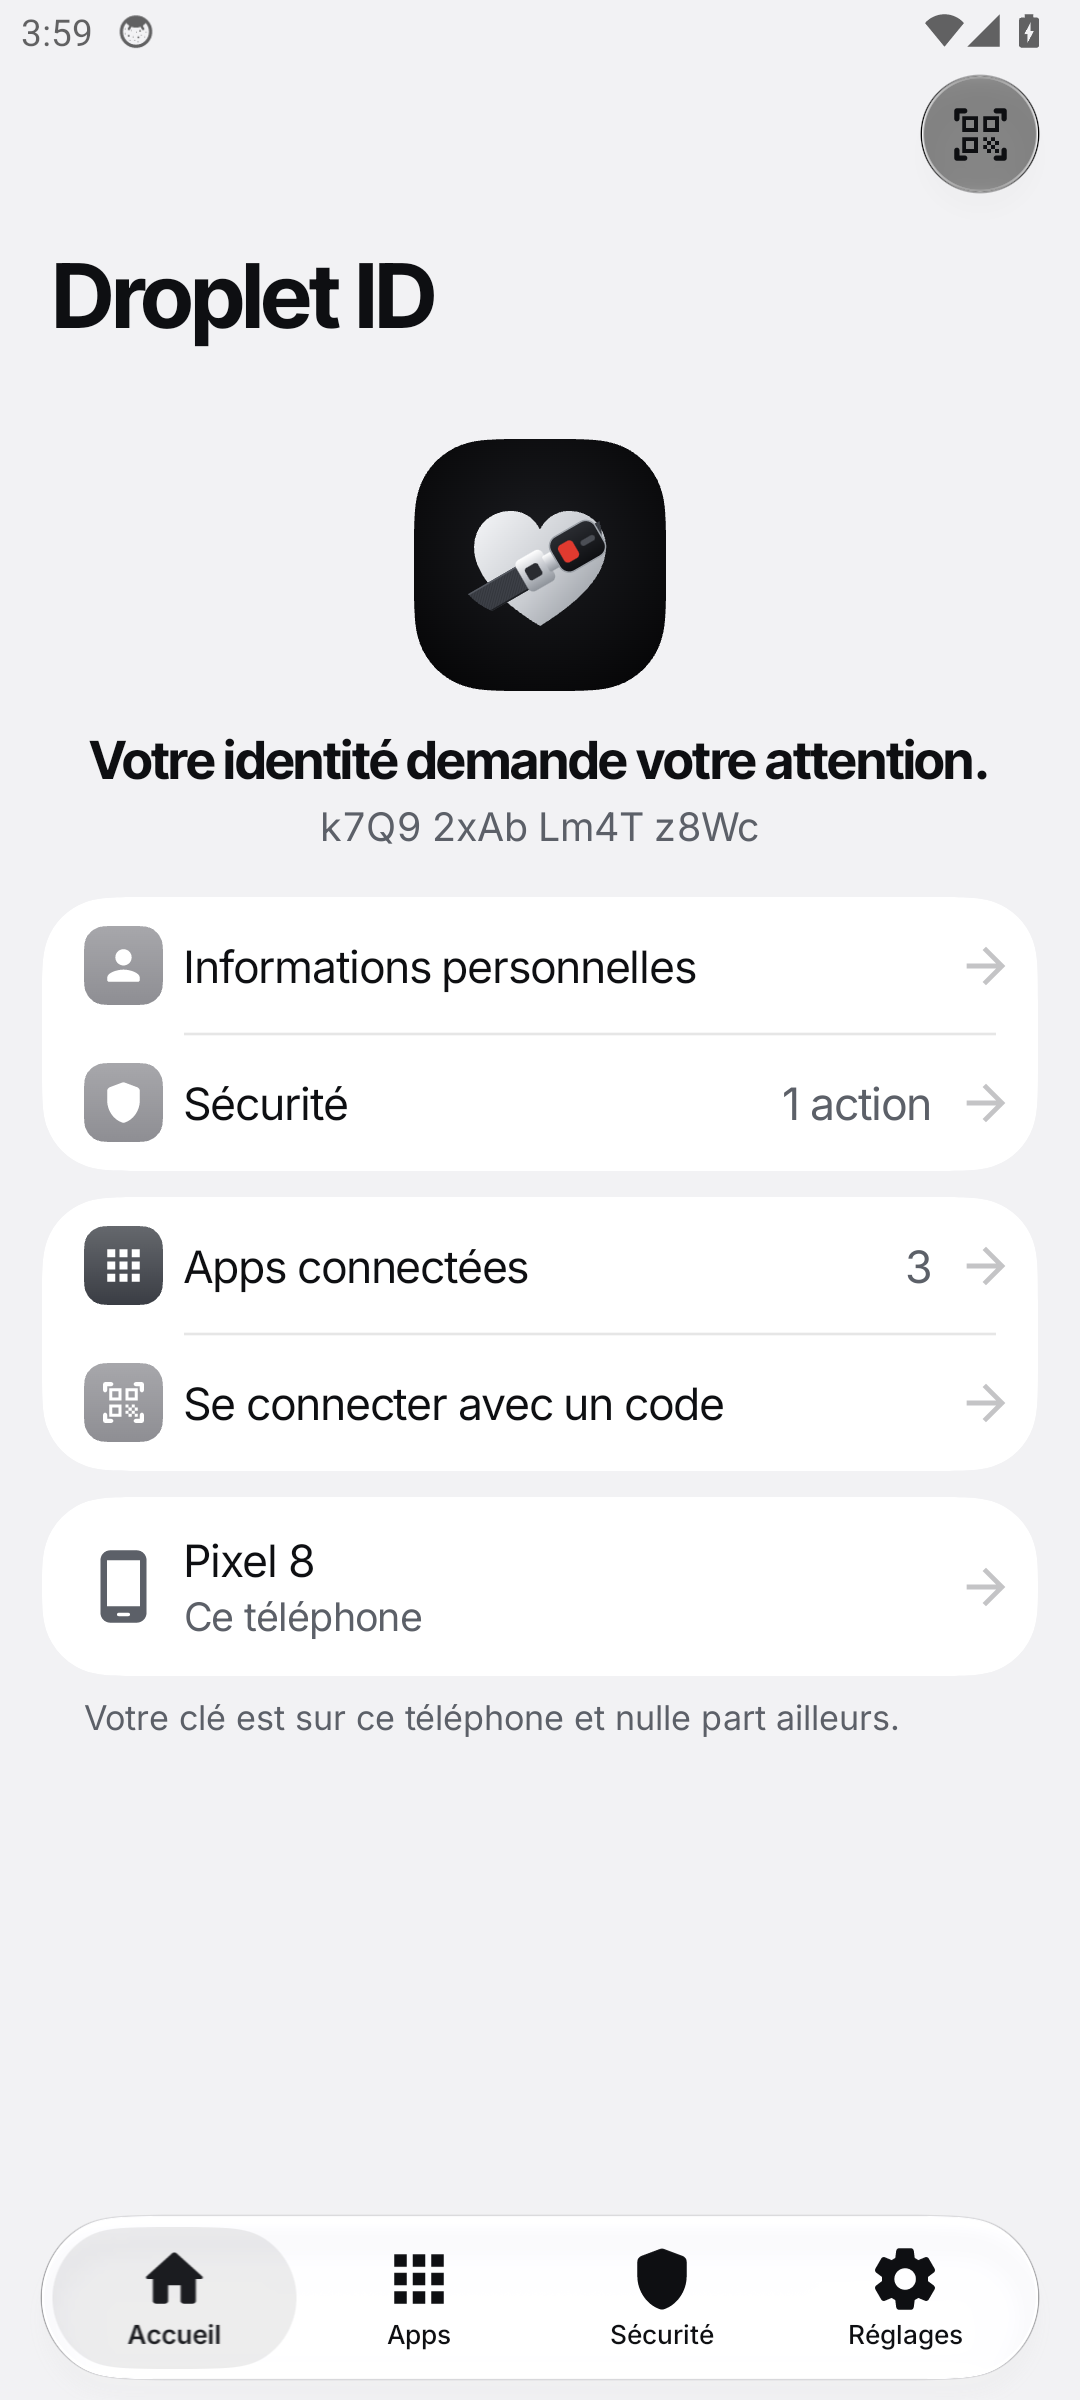 3:59
Droplet ID
Votre identité demande votre attention.
k7Q9 2xAb Lm4T z8Wc
Informations personnelles
Sécurité 1 action
Apps connectées 3
Se connecter avec un code
Pixel 8
Ce téléphone
Votre clé est sur ce téléphone et nulle part ailleurs.
Accueil Apps Sécurité Réglages